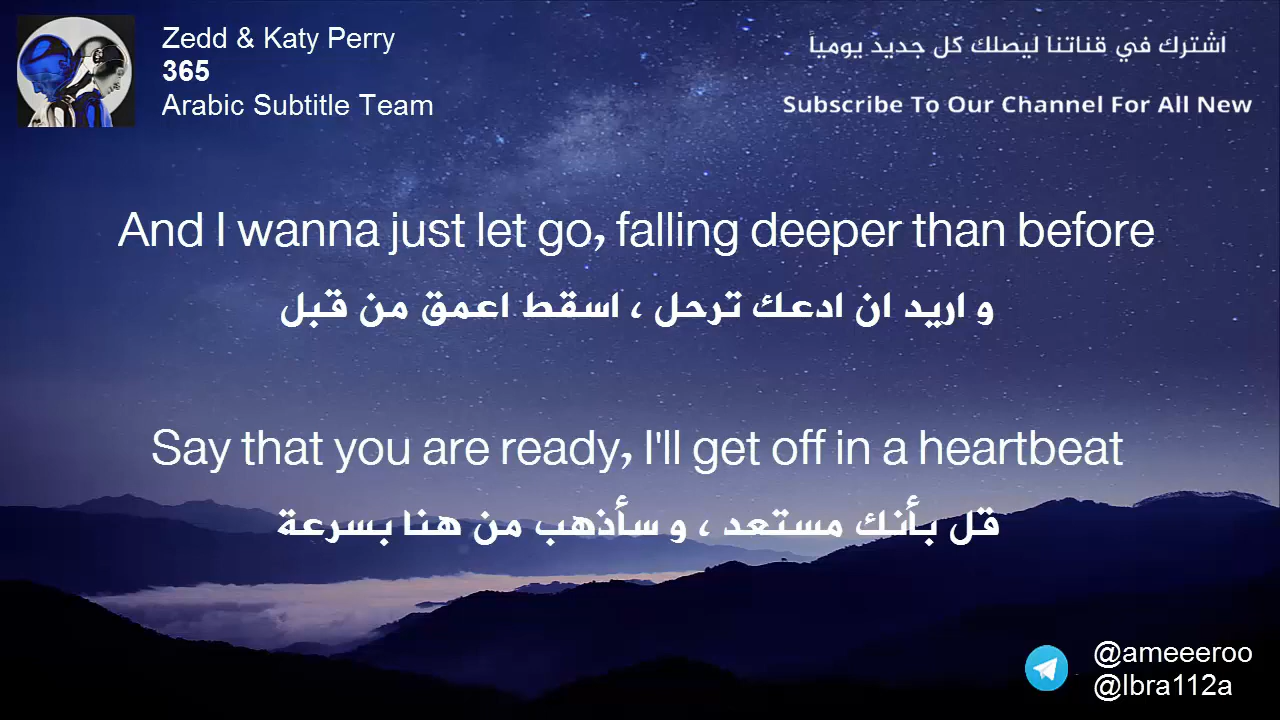 Zedd & Katy Perry
365
Arabic Subtitle Team
اشترك في قناتنا ليصلك كل جديد يومياً
Subscribe To Our Channel For All New
And I wanna just let go, falling deeper than before
و اريد ان ادعك ترحل ، اسقط اعمق من قبل
Say that you are ready, I'll get off in a heartbeat
قل بأنك مستعد ، و سأذهب من هنا بسرعة
@ameeeroo
@Ibra112a